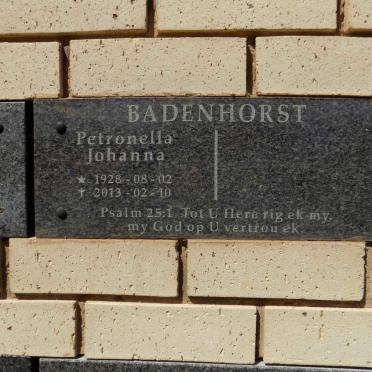 BADENHORST
Petronella
Johanna
★ 1928-08-02
✝ 2013-02-10
Psalm 25:1 Tot U Here rig ek my,
my God op U vertrou ek